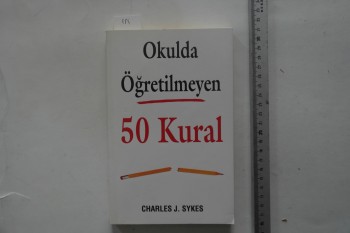 Okulda
Öğretilmeyen
50 Kural
CHARLES J. SYKES